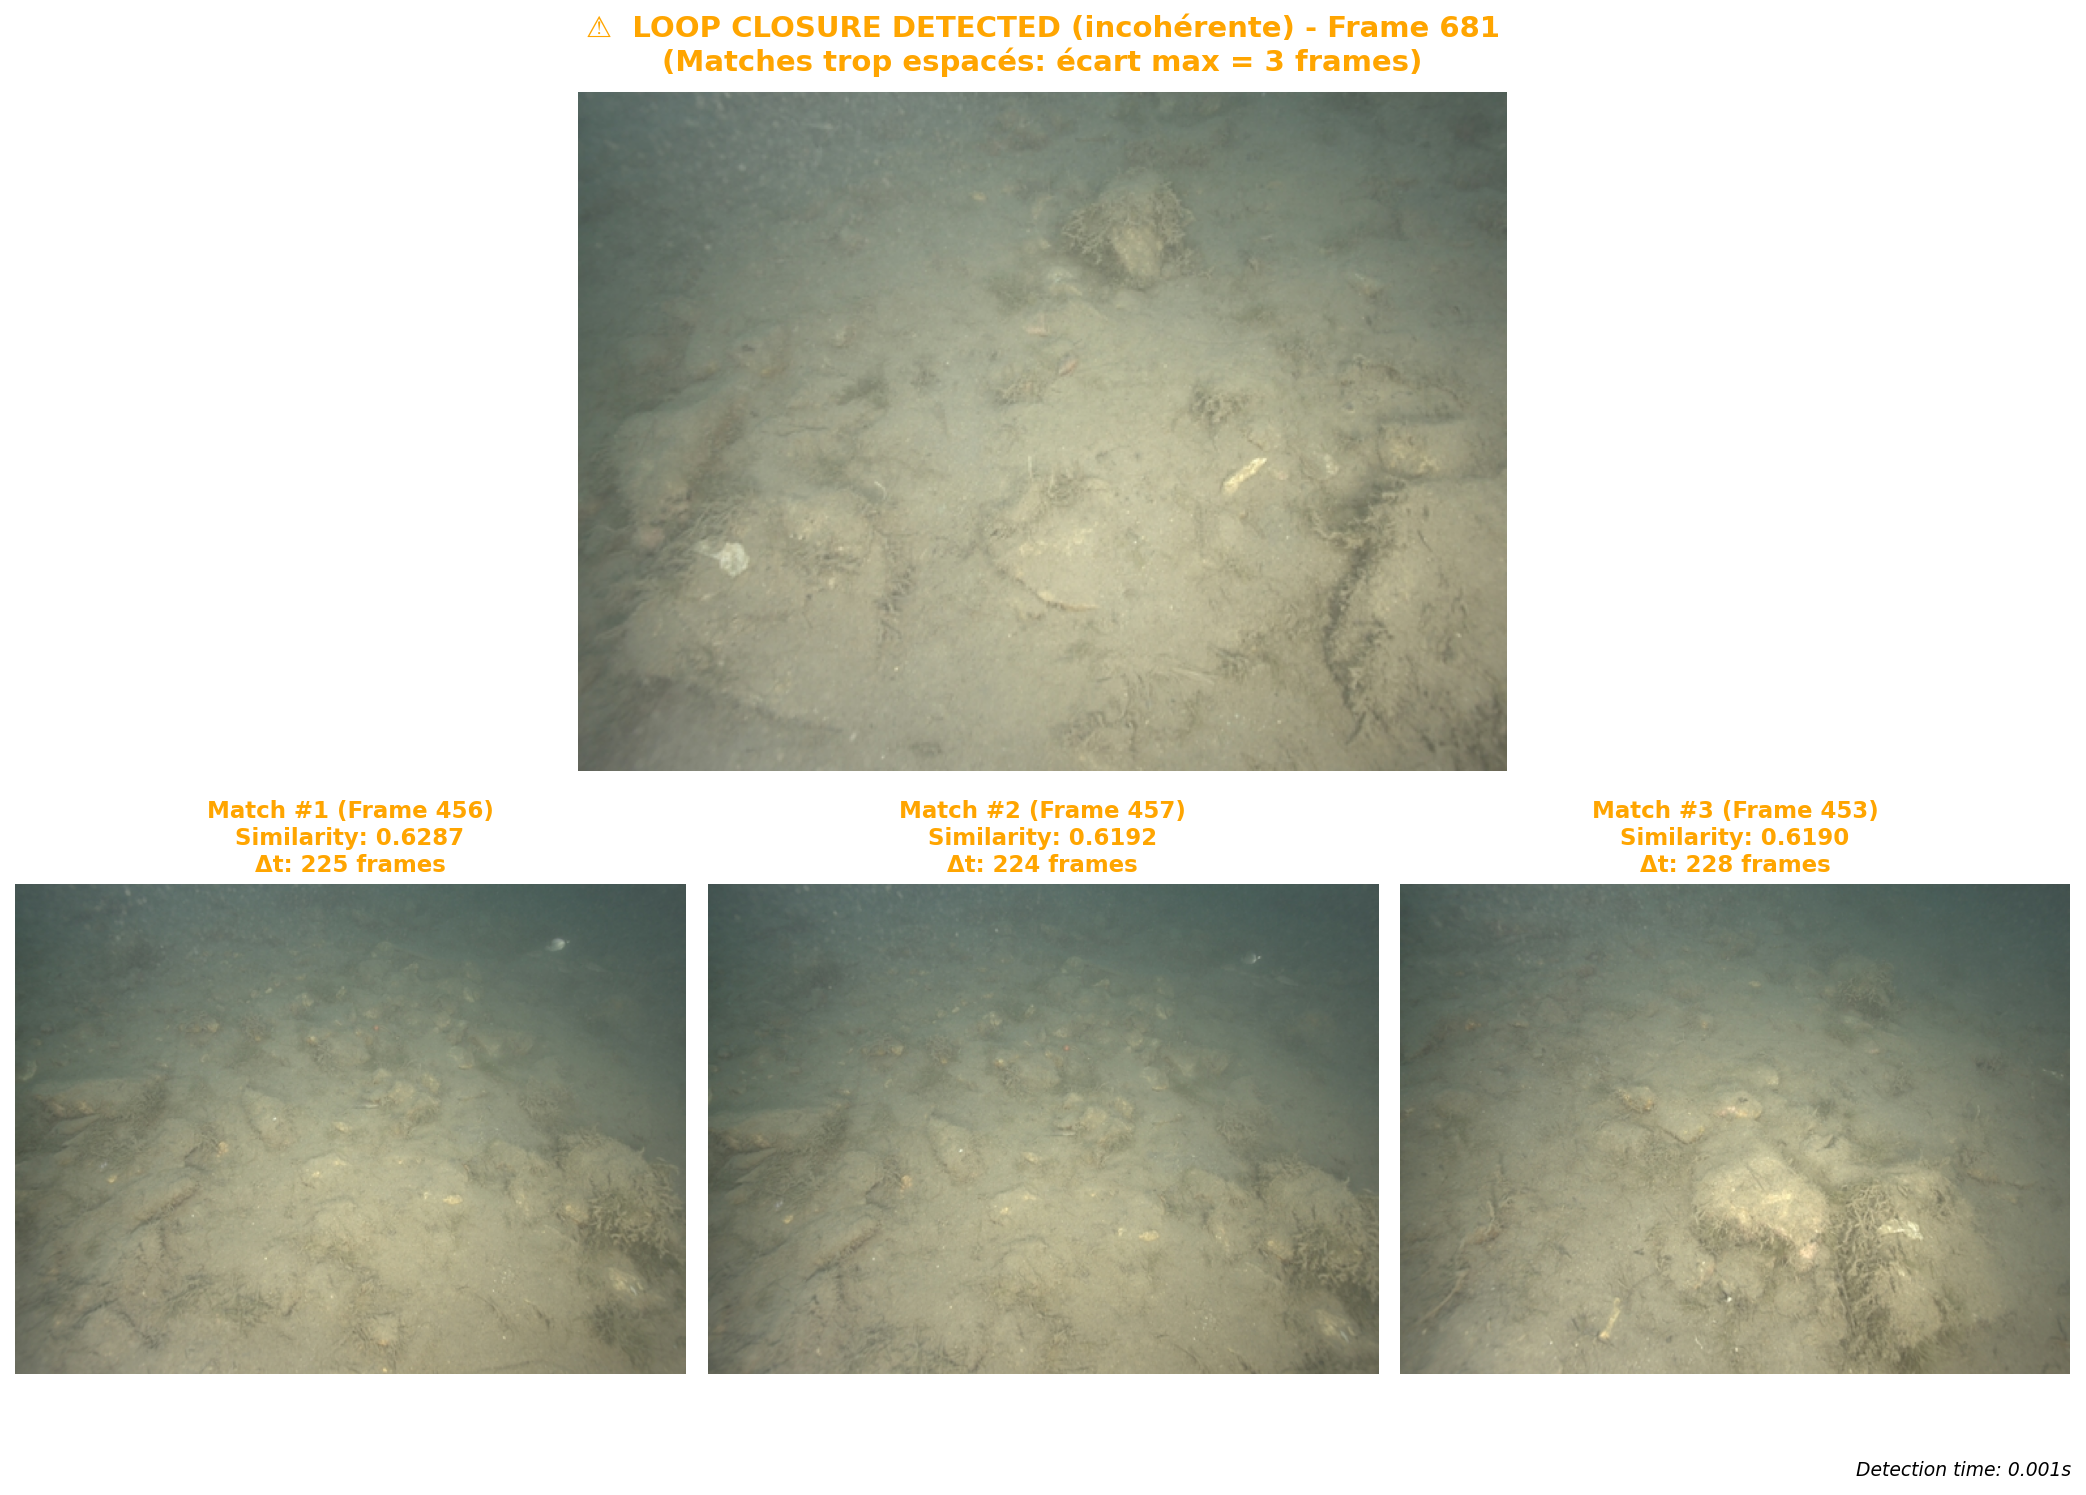 ⚠ LOOP CLOSURE DETECTED (incohérente) - Frame 681
(Matches trop espacés: écart max = 3 frames)
Match #1 (Frame 456)
Similarity: 0.6287
Δt: 225 frames
Match #2 (Frame 457)
Similarity: 0.6192
Δt: 224 frames
Match #3 (Frame 453)
Similarity: 0.6190
Δt: 228 frames
Detection time: 0.001s